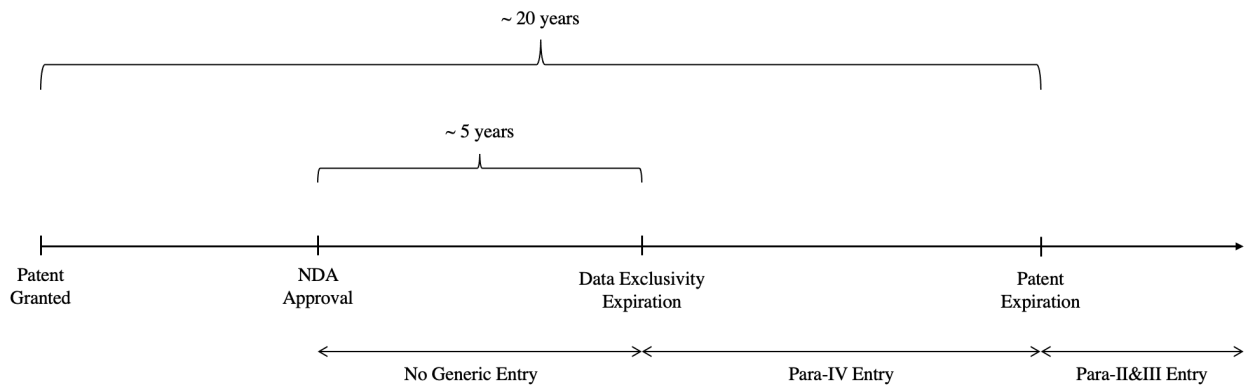 ~ 20 years
~ 5 years
Patent
Granted
NDA
Approval
Data Exclusivity
Expiration
Patent
Expiration
No Generic Entry
Para-IV Entry
Para-II&III Entry